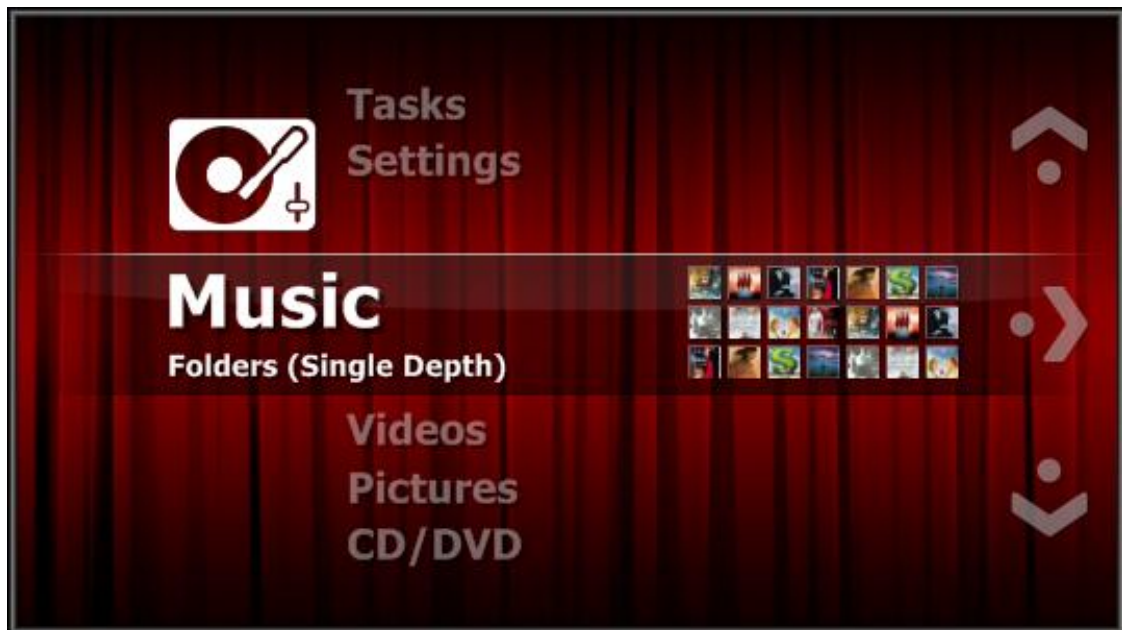 Tasks
Settings
Music
Folders (Single Depth)
Videos
Pictures
CD/DVD